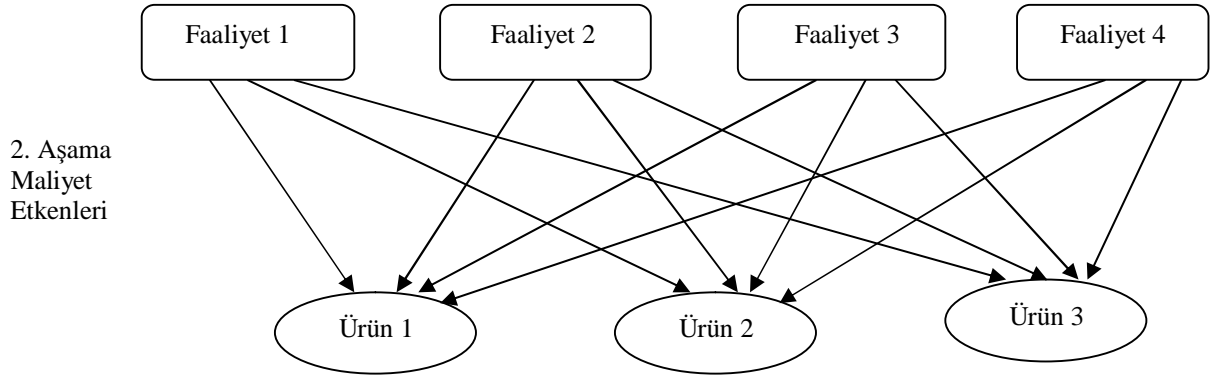 Faaliyet 1
Faaliyet 2
Faaliyet 3
Faaliyet 4
2. Aşama
Maliyet
Etkenleri
Ürün 1
Ürün 2
Ürün 3